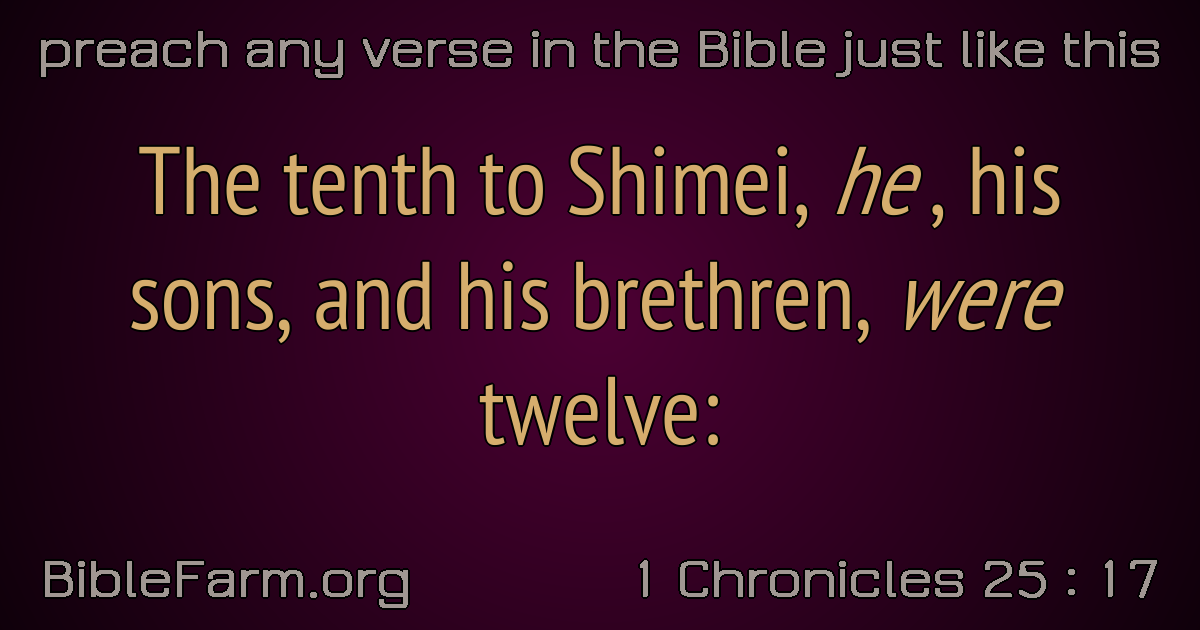 preach any verse in the Bible just like this
The tenth to Shimei, he, his
sons, and his brethren, were
twelve:
BibleFarm.org
1 Chronicles 25 : 17